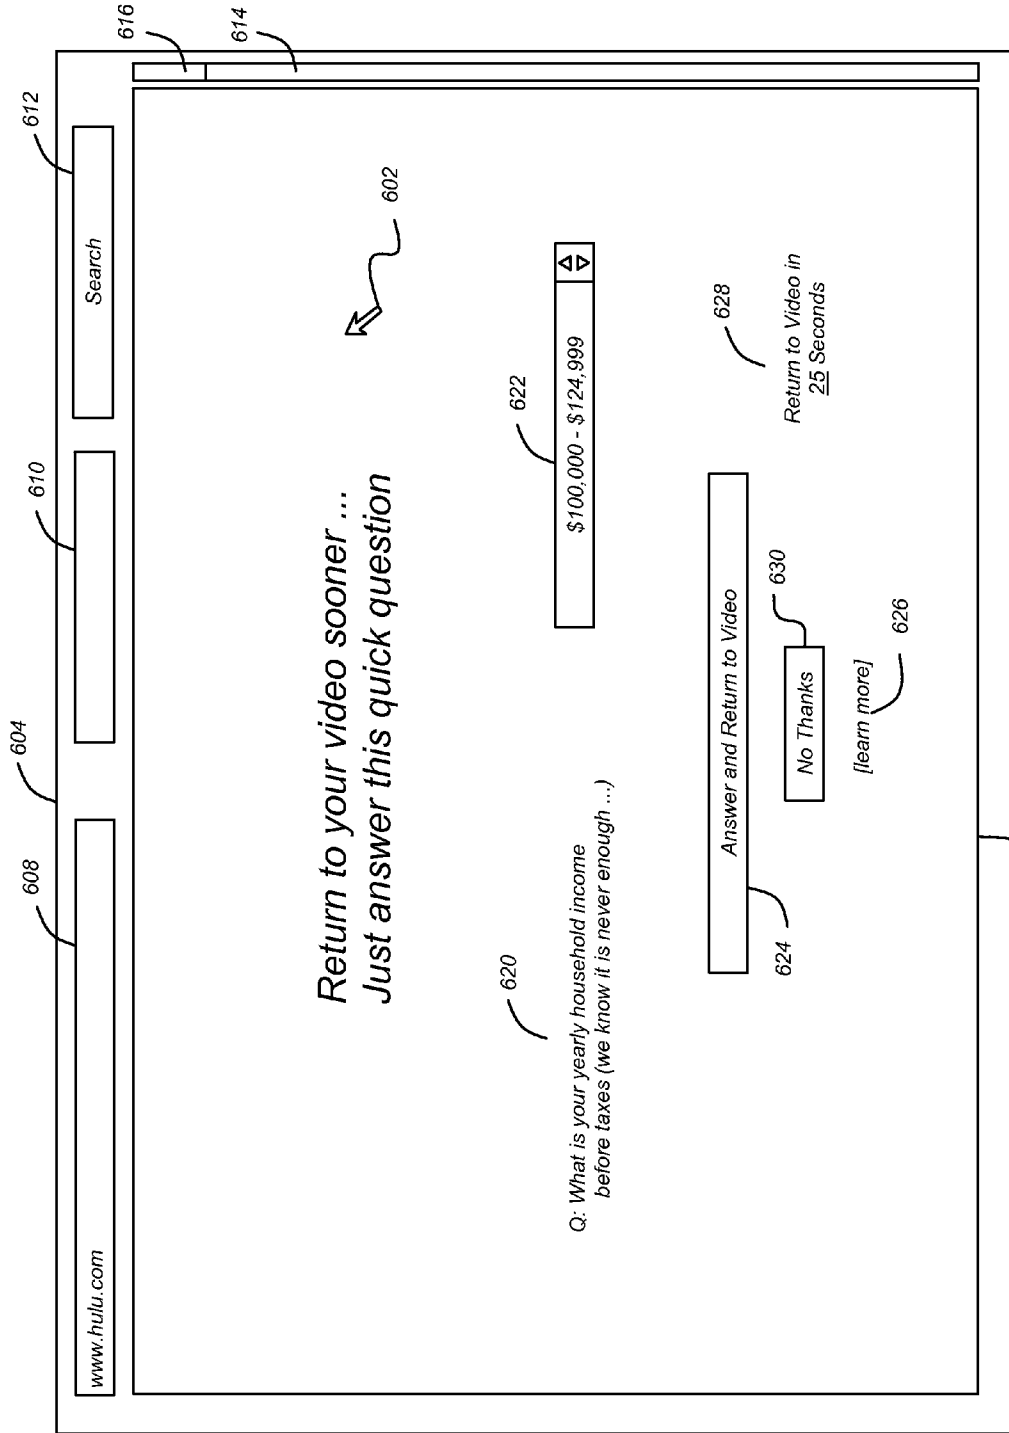 604
608
610
612
616
614
www.hulu.com
Search
Return to your video sooner ...
Just answer this quick question
602
620
622
Q: What is your yearly household income
before taxes (we know it is never enough ...)
$100,000 - $124,999
Answer and Return to Video
624
628
Return to Video in
25 Seconds
No Thanks
630
[learn more]
626